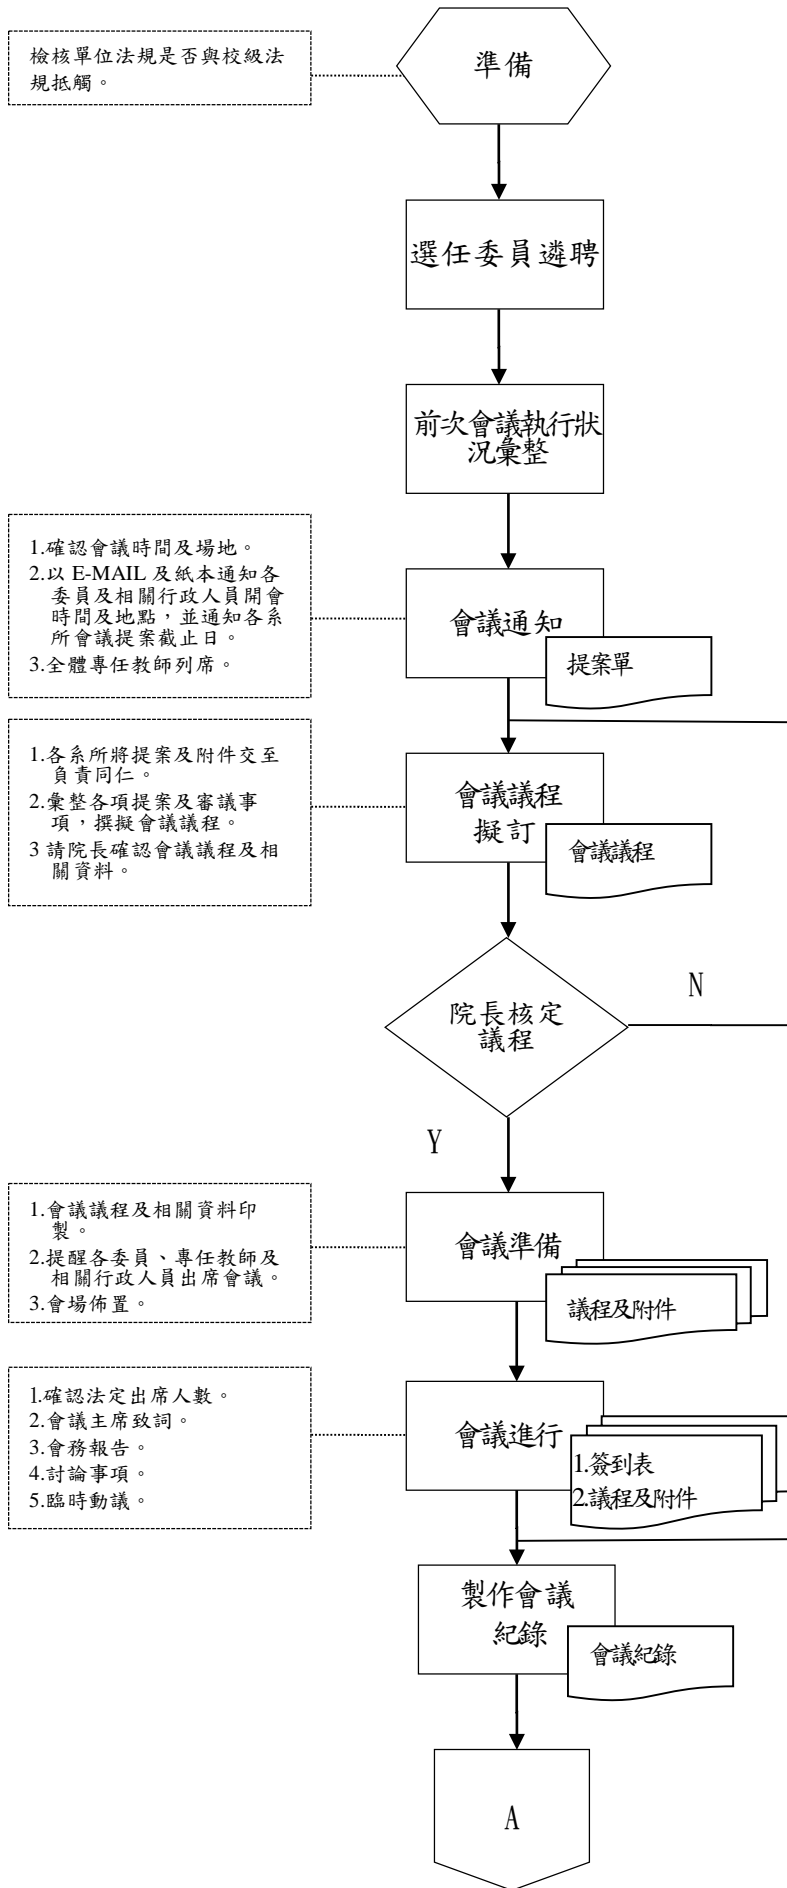 檢核單位法規是否與校級法
規抵觸。
準備
選任委員遴聘
前次會議執行狀
況彙整
1.確認會議時間及場地。
2.以 E-MAIL 及紙本通知各
委員及相關行政人員開會
時間及地點，並通知各系
所會議提案截止日。
3.全體專任教師列席。
會議通知
提案單
1.各系所將提案及附件交至
負責同仁。
2.彙整各項提案及審議事
項，撰擬會議議程。
3 請院長確認會議議程及相
關資料。
會議議程
擬訂
會議議程
院長核定
議程
N
Y
1.會議議程及相關資料印
製。
2.提醒各委員、專任教師及
相關行政人員出席會議。
3.會場佈置。
會議準備
議程及附件
1.確認法定出席人數。
2.會議主席致詞。
3.會務報告。
4.討論事項。
5.臨時動議。
會議進行
1.簽到表
2.議程及附件
製作會議
紀錄
會議紀錄
A